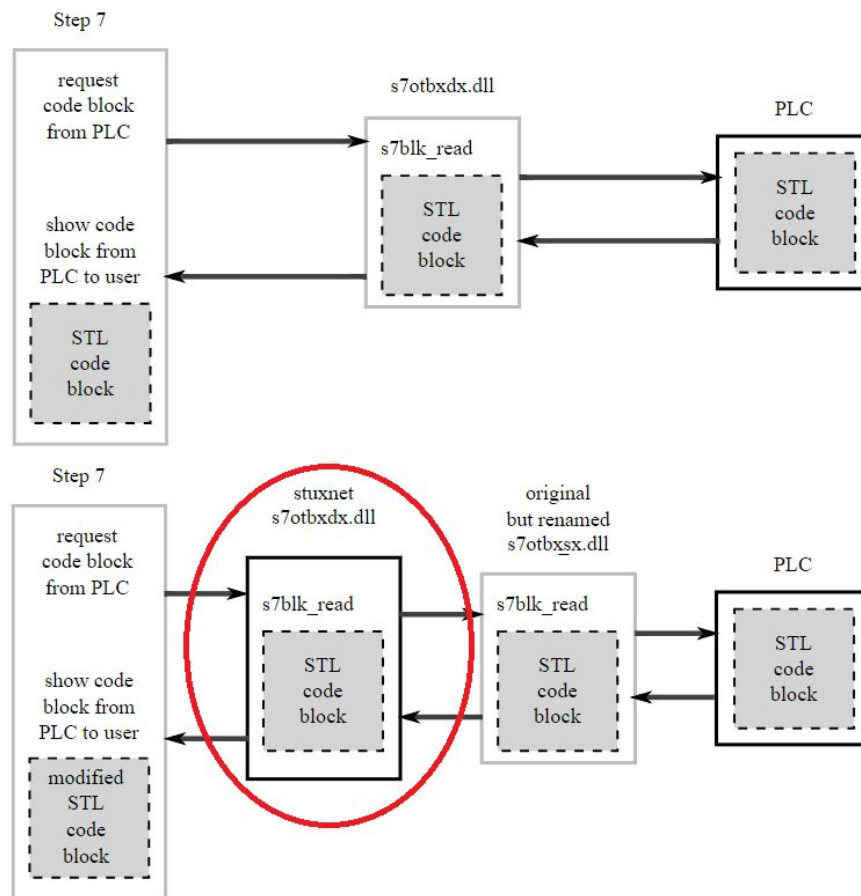 Step 7
request
code block
from PLC
show code
block from
PLC to user
STL
code
block
s7otbxdx.dll
s7blk_read
STL
code
block
PLC
STL
code
block
Step 7
request
code block
from PLC
show code
block from
PLC to user
modified
STL
code
block
stuxnet
s7otbxdx.dll
s7blk_read
STL
code
block
original
but renamed
s7otbxsx.dll
s7blk_read
STL
code
block
PLC
STL
code
block